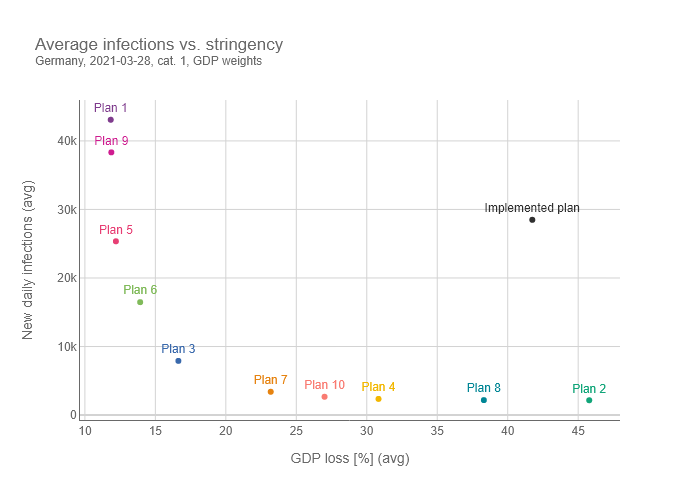 Average infections vs. stringency
Germany, 2021-03-28, cat. 1, GDP weights
Plan 1
40k
Plan 9
New daily infections (avg)
30k
Implemented plan
Plan 5
20k
Plan 6
10k
Plan 3
Plan 7
Plan 10
Plan 4
Plan 8
Plan 2
0
10 15 20 25 30 35 40 45
GDP loss [%] (avg)